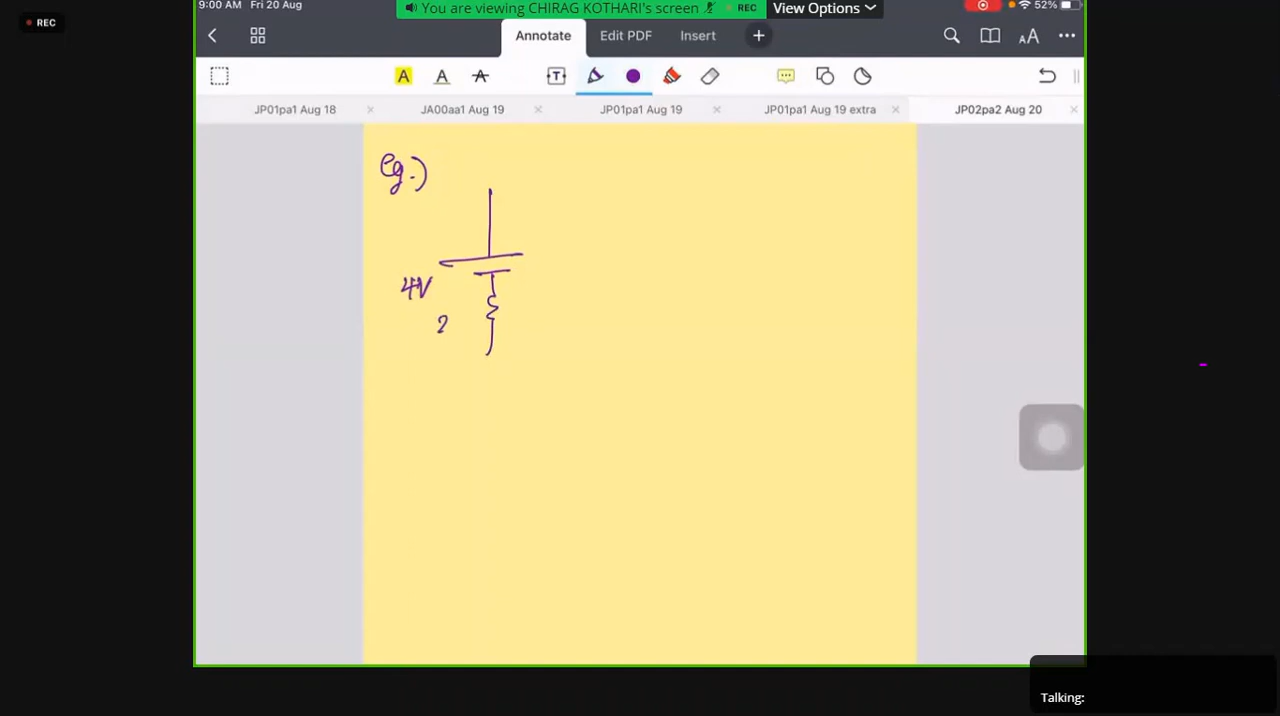 REC
9:00 AM Fri 20 Aug
You are viewing CHIRAG KOTHARI's screen
REC
View Options
52%
Annotate
Edit PDF
Insert
+
AA
A A A
T
JP01pa1 Aug 18
JA00aa1 Aug 19
JP01pa1 Aug 19
JP01pa1 Aug 19 extra
JP02pa2 Aug 20
eg.)
4V
2
Talking: